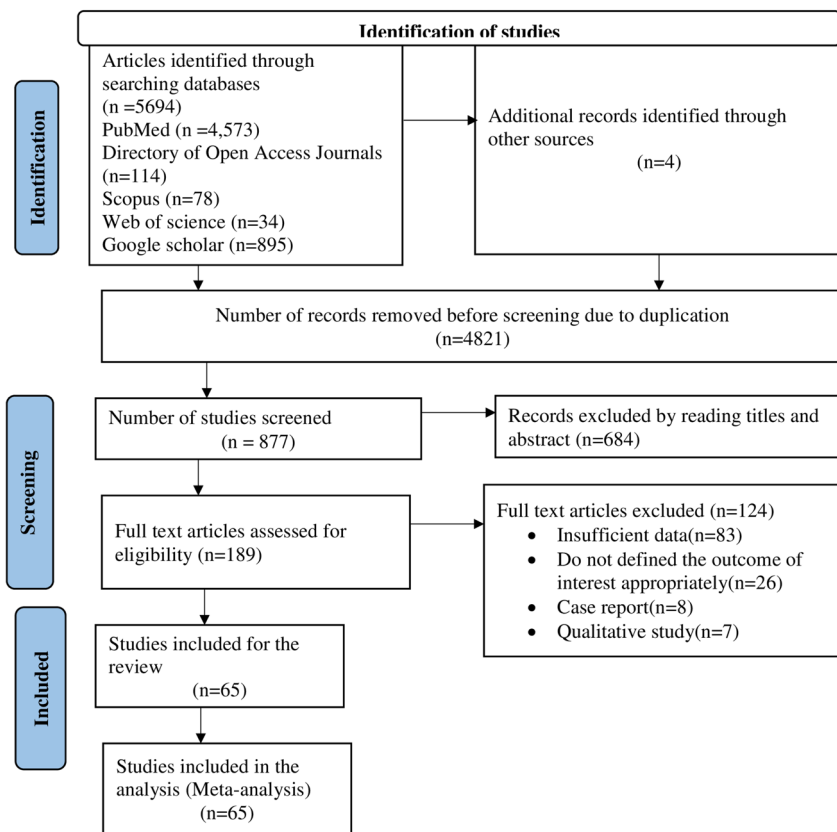 Identification of studies
Identification
Articles identified through
searching databases
(n =5694)
PubMed (n =4,573)
Directory of Open Access Journals
(n=114)
Scopus (n=78)
Web of science (n=34)
Google scholar (n=895)
Additional records identified through
other sources
(n=4)
Number of records removed before screening due to duplication
(n=4821)
Screening
Number of studies screened
(n = 877)
Records excluded by reading titles and
abstract (n=684)
Full text articles assessed for
eligibility (n=189)
Full text articles excluded (n=124)
• Insufficient data(n=83)
• Do not defined the outcome of
interest appropriately(n=26)
• Case report(n=8)
• Qualitative study(n=7)
Included
Studies included for the
review
(n=65)
Studies included in the
analysis (Meta-analysis)
(n=65)